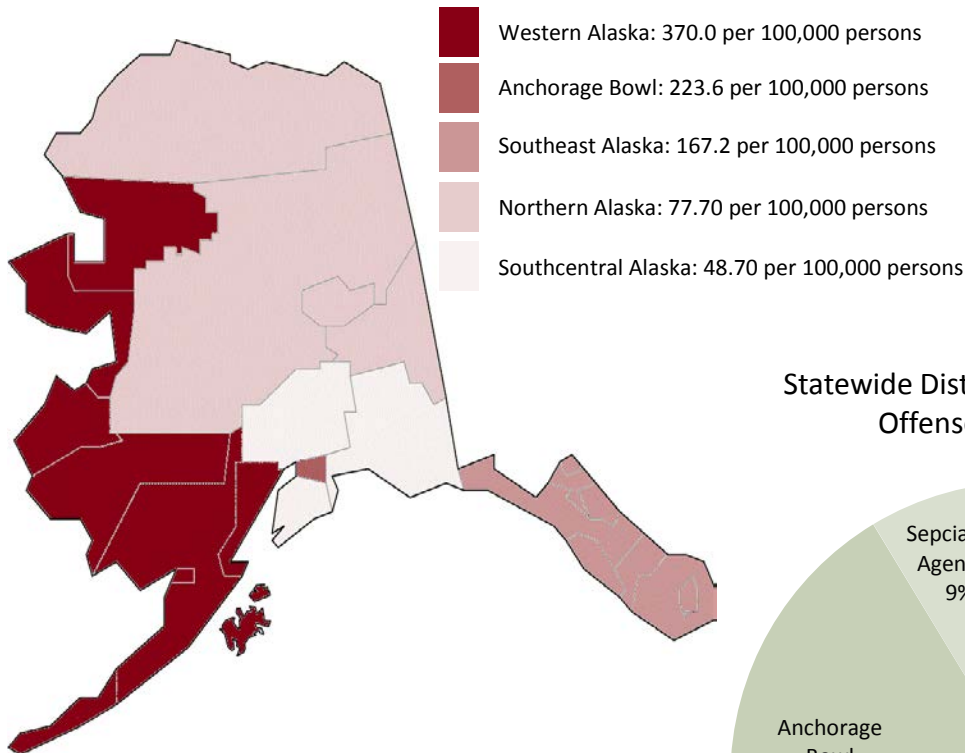 Western Alaska: 370.0 per 100,000 persons
Anchorage Bowl: 223.6 per 100,000 persons
Southeast Alaska: 167.2 per 100,000 persons
Northern Alaska: 77.70 per 100,000 persons
Southcentral Alaska: 48.70 per 100,000 persons
Statewide Dist
Offens
Sepcia
Agen
9%
Anchorage
Bowl